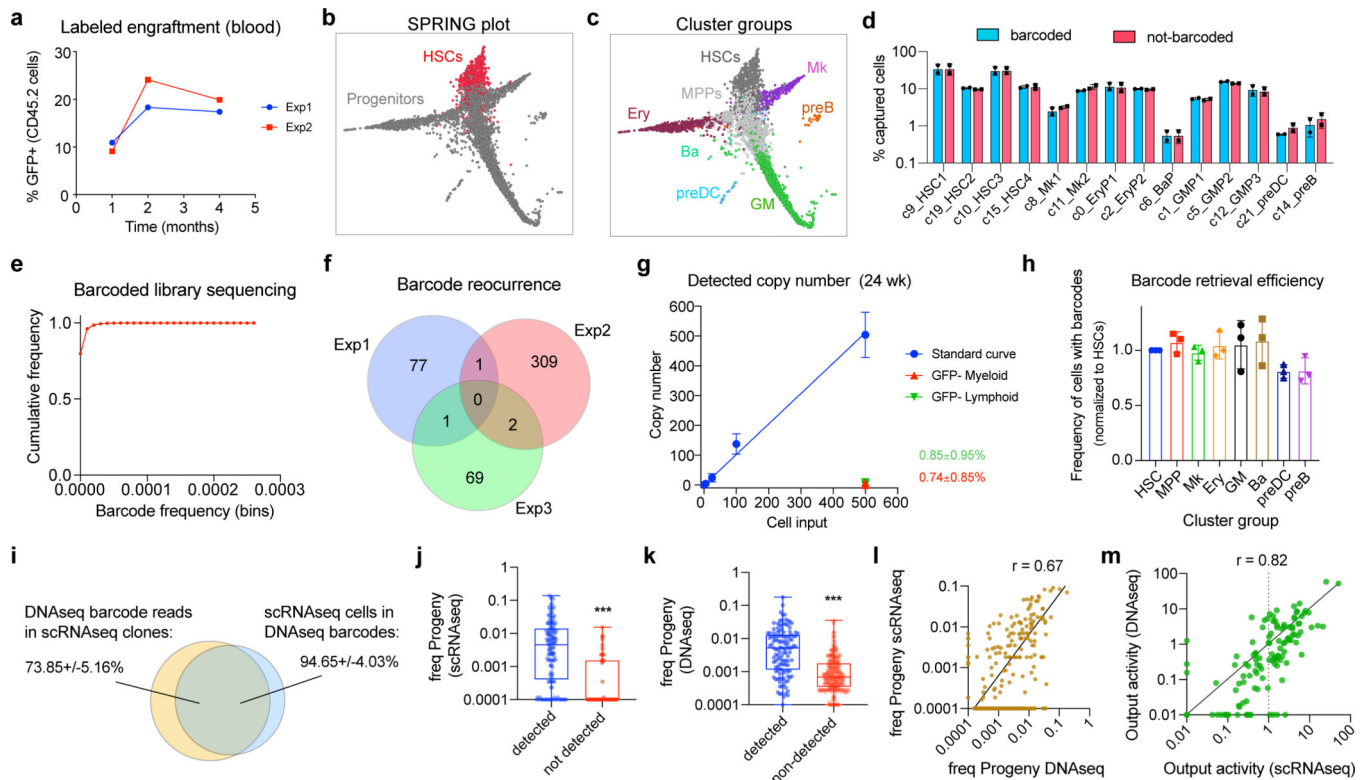 a
Labeled engraftment (blood)
% GFP+ (CD45.2 cells)
30
20
10
0
0 1 2 3 4 5
Time (months)
Exp1
Exp2
b
SPRING plot
HSCs
Progenitors
c
Cluster groups
HSCs
Mk
MPPs
Ery
preB
Ba
preDC
GM
d
barcoded
not-barcoded
% captured cells
100
10
1
0.1
c9_HSC1
c19_HSC2
c10_HSC3
c15_HSC4
c8_Mk1
c11_Mk2
c0_EryP1
c2_EryP2
c6_BaP
c1_GMP1
c5_GMP2
c12_GMP3
c21_preDC
c14_preB
e
Barcoded library sequencing
Cumulative frequency
1.0
0.5
0.0
0.0000 0.0001 0.0002 0.0003
Barcode frequency (bins)
f
Barcode reocurrence
Exp1
Exp2
Exp3
77
1
309
0
1
2
69
g
Detected copy number (24 wk)
Copy number
600
500
400
300
200
100
0
0 100 200 300 400 500 600
Cell input
Standard curve
GFP- Myeloid
GFP- Lymphoid
0.85±0.95%
0.74±0.85%
h
Barcode retrieval efficiency
Frequency of cells with barcodes
(normalized to HSCs)
1.0
0.5
HSC
MPP
Mk
Ery
GM
Ba
preDC
preB
Cluster group
i
DNAseq barcode reads
in scRNAseq clones:
73.85+/-5.16%
scRNAseq cells in
DNAseq barcodes:
94.65+/-4.03%
j
freq Progeny
(scRNAseq)
1
0.1
0.01
0.001
0.0001
***
detected
not detected
k
freq Progeny
(DNAseq)
1
0.1
0.01
0.001
0.0001
***
detected
non-detected
l
r = 0.67
freq Progeny scRNAseq
0.1
0.01
0.001
0.0001
0.0001 0.001 0.01 0.1 1
freq Progeny DNAseq
m
r = 0.82
Output activity (DNAseq)
100
10
1
0.1
0.01
0.01 0.1 1 10 100
Output activity (scRNAseq)